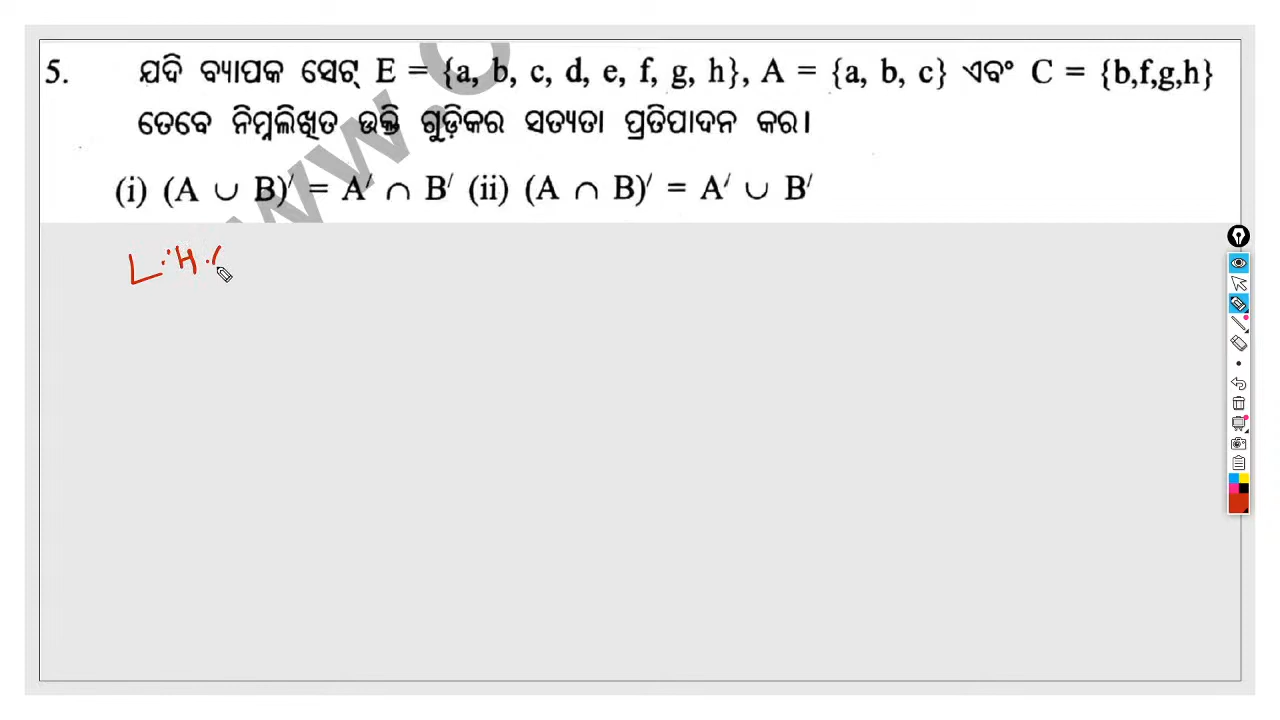 5. ଯଦି ବ୍ୟାପକ ସେଟ୍ E = {a, b, c, d, e, f, g, h}, A = {a, b, c} ଏବଂ C = {b,f,g,h}
ତେବେ ନିମ୍ନଲିଖିତ ଉକ୍ତି ଗୁଡ଼ିକର ସତ୍ୟତା ପ୍ରତିପାଦନ କର।
(i) (A ∪ B)′ = A′ ∩ B′ (ii) (A ∩ B)′ = A′ ∪ B′
L.H.